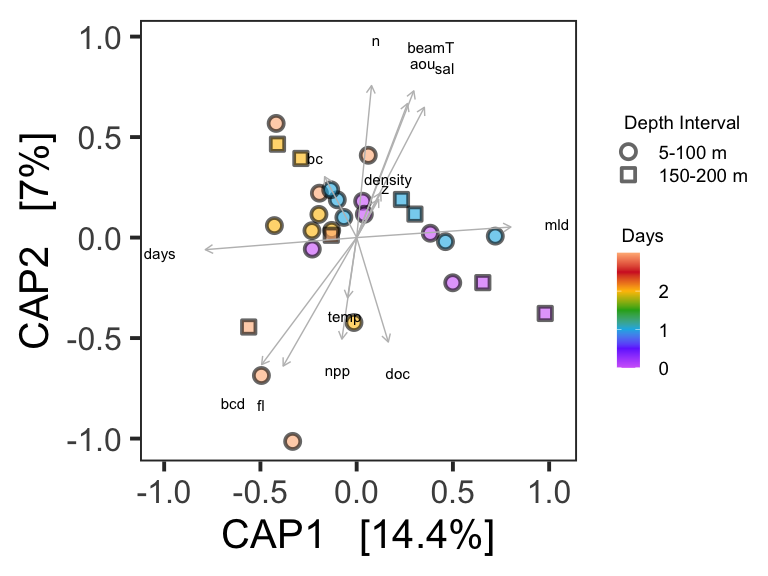 n
beamT
aou
sal
bc
density
z
mld
days
temp
npp
doc
bcd
fl
1.0
0.5
0.0
-0.5
-1.0
CAP2 [7%]
-1.0
-0.5
0.0
0.5
1.0
CAP1 [14.4%]
Depth Interval
5-100 m
150-200 m
Days
2
1
0